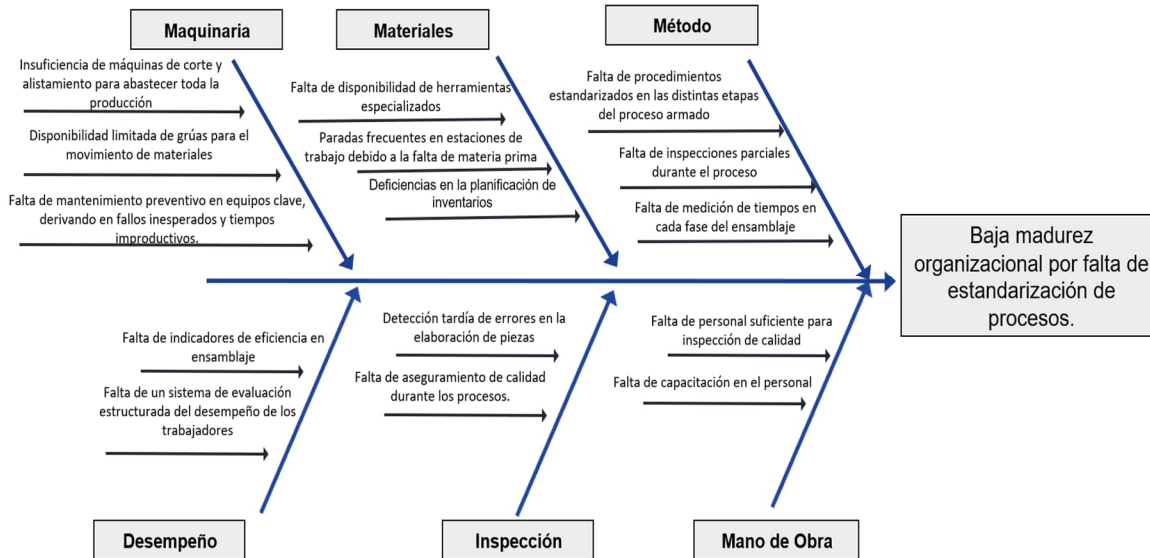 Maquinaria
Materiales
Método
Insuficiencia de máquinas de corte y
alistamiento para abastecer toda la
producción
Disponibilidad limitada de grúas para el
movimiento de materiales
Falta de mantenimiento preventivo en equipos clave,
derivando en fallos inesperados y tiempos
improductivos.
Falta de disponibilidad de herramientas
especializados
Paradas frecuentes en estaciones de
trabajo debido a la falta de materia prima
Deficiencias en la planificación de
inventarios
Falta de procedimientos
estandarizados en las distintas etapas
del proceso armado
Falta de inspecciones parciales
durante el proceso
Falta de medición de tiempos en
cada fase del ensamblaje
Baja madurez
organizacional por falta de
estandarización de
procesos.
Falta de indicadores de eficiencia en
ensamblaje
Falta de un sistema de evaluación
estructurada del desempeño de los
trabajadores
Detección tardía de errores en la
elaboración de piezas
Falta de aseguramiento de calidad
durante los procesos.
Falta de personal suficiente para
inspección de calidad
Falta de capacitación en el personal
Desempeño
Inspección
Mano de Obra